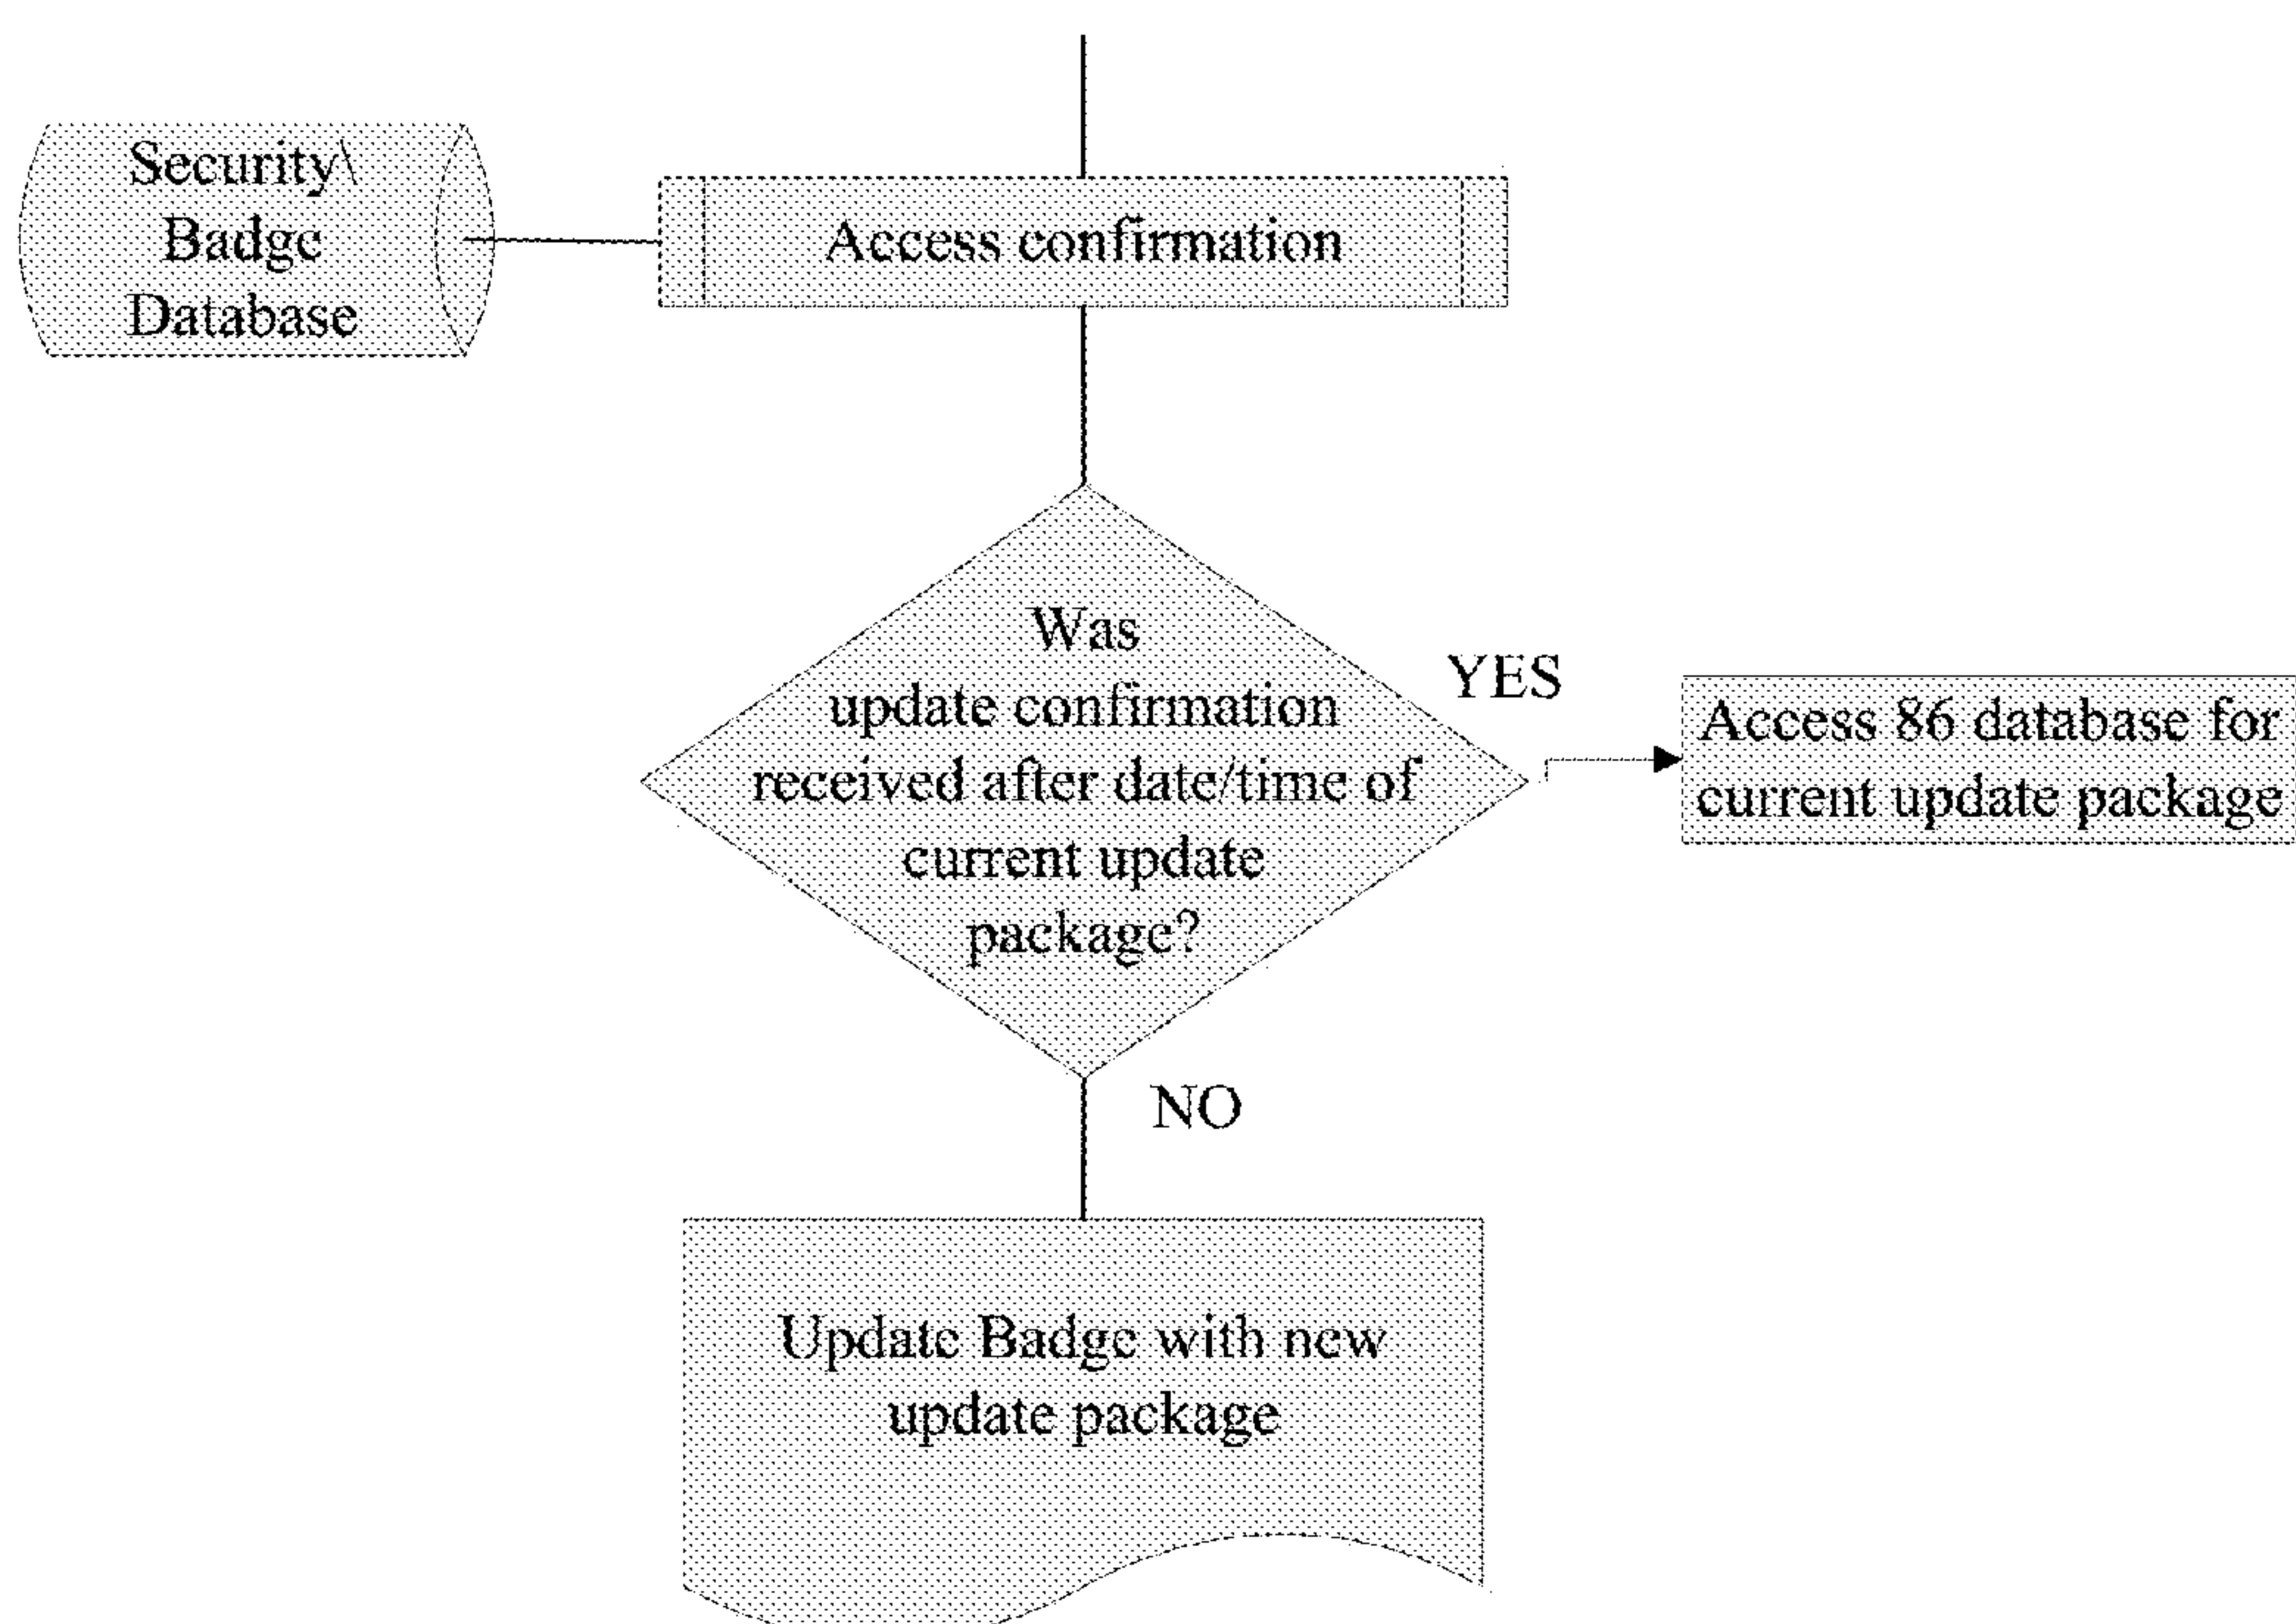 Security\
Badge
Database
Access confirmation
Was
update confirmation
received after date/time of
current update
package?
YES
Access 86 database for
current update package
NO
Update Badge with new
update package